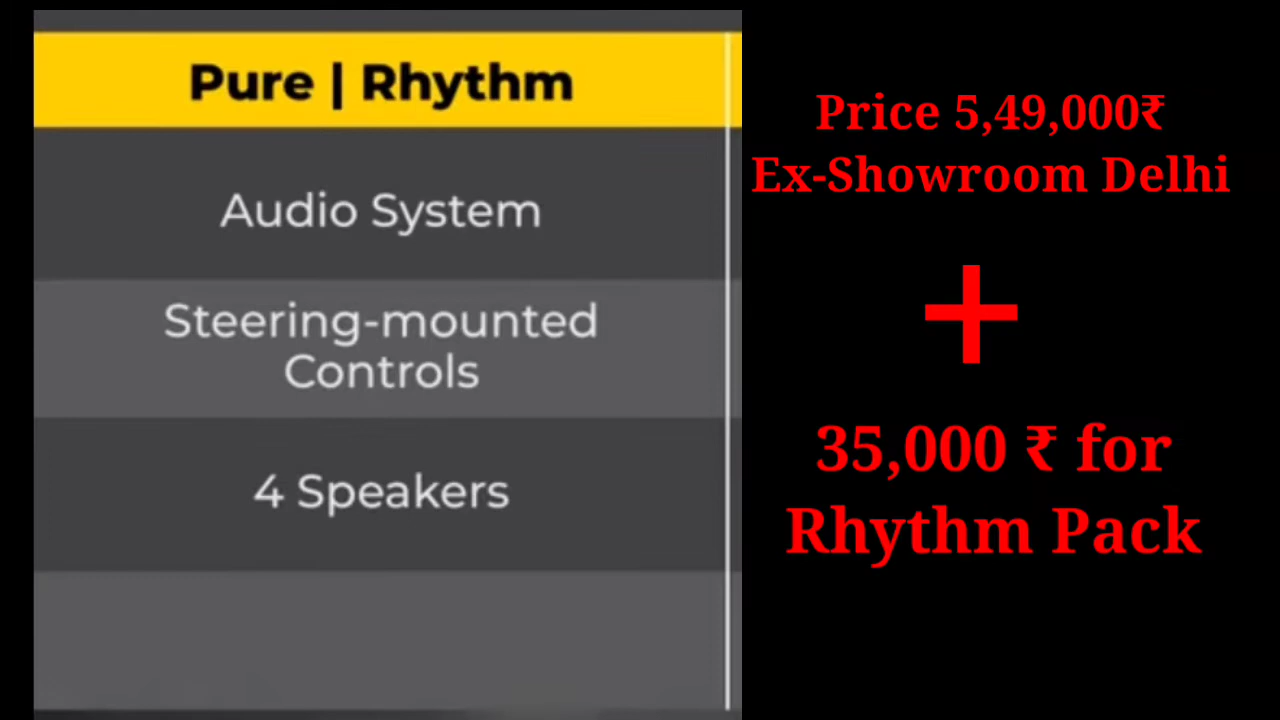 Pure | Rhythm
Audio System
Steering-mounted
Controls
4 Speakers
Price 5,49,000₹
Ex-Showroom Delhi
+
35,000 ₹ for
Rhythm Pack